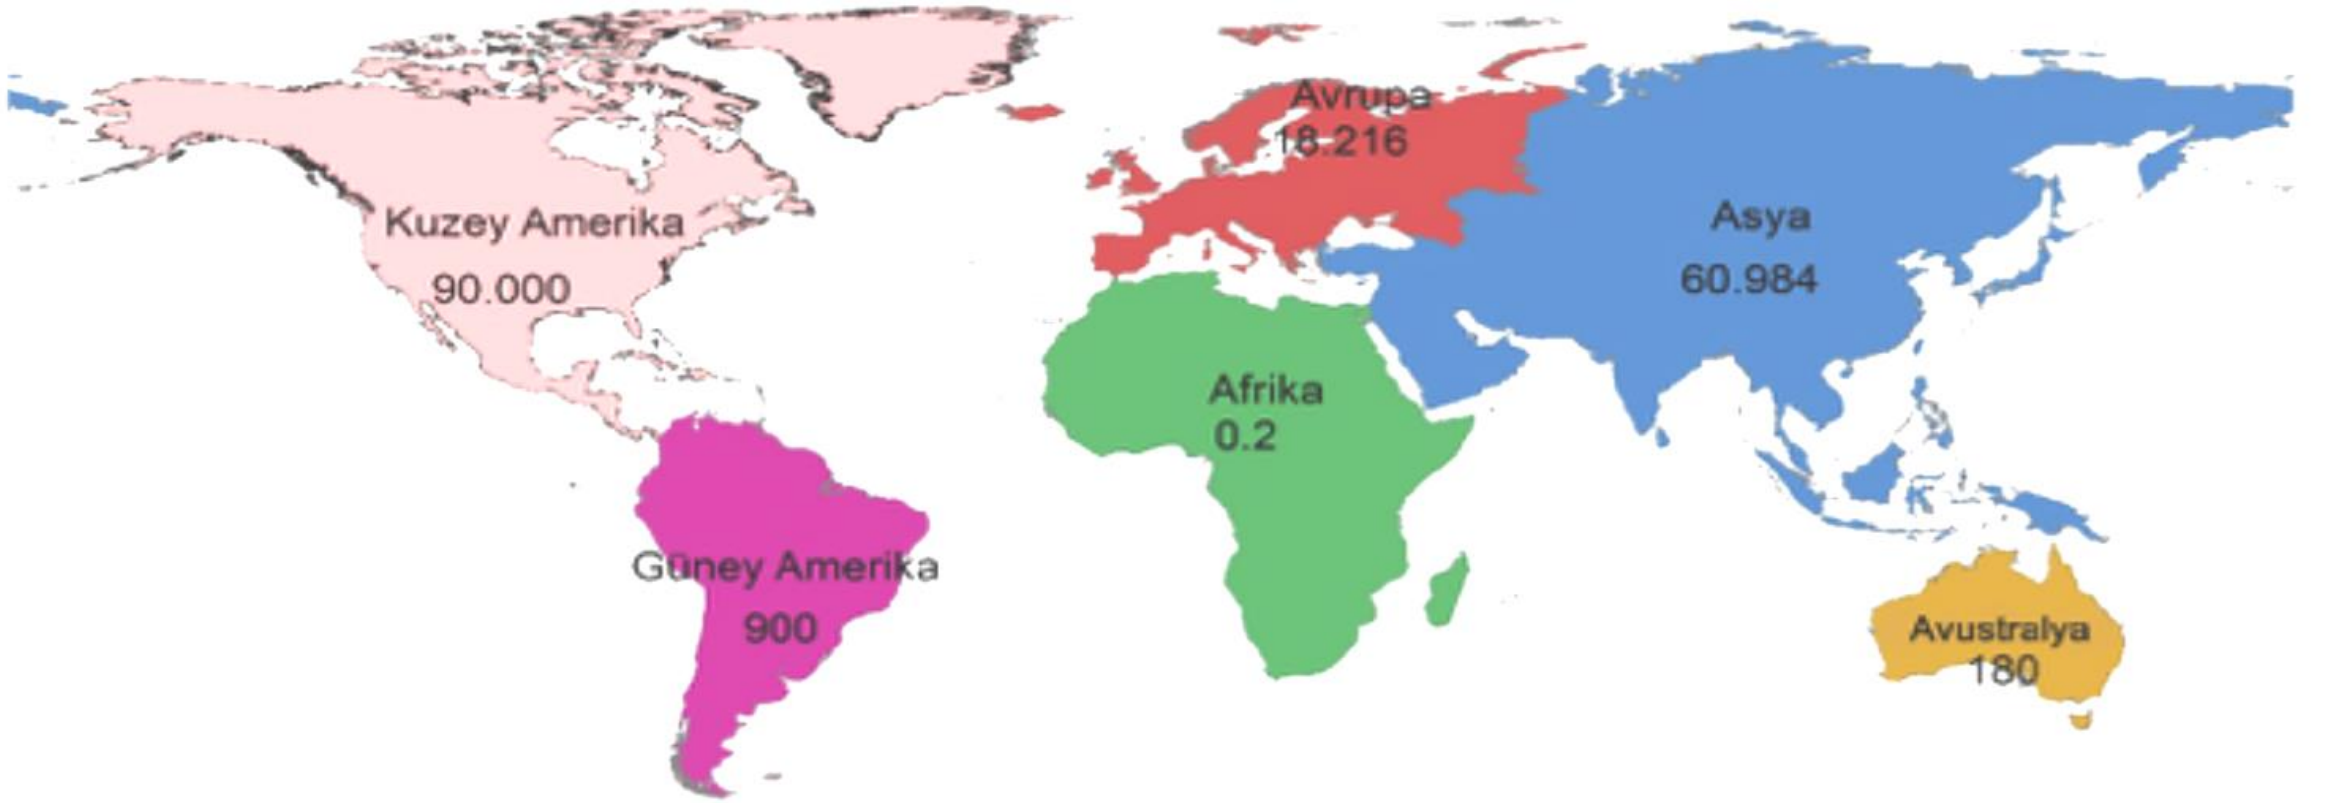 Avrupa
18.216
Kuzey Amerika
90.000
Asya
60.984
Afrika
0.2
Güney Amerika
900
Avustralya
180